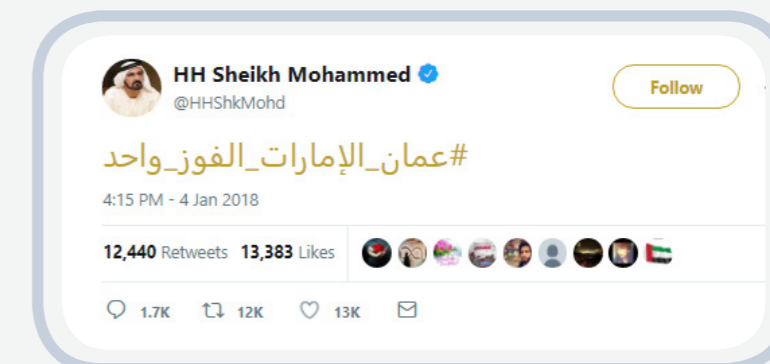 HH Sheikh Mohammed
@HHShkMohd
Follow
#عمان_الإمارات_الفوز_واحد
4:15 PM - 4 Jan 2018
12,440 Retweets 13,383 Likes
1.7K 12K 13K